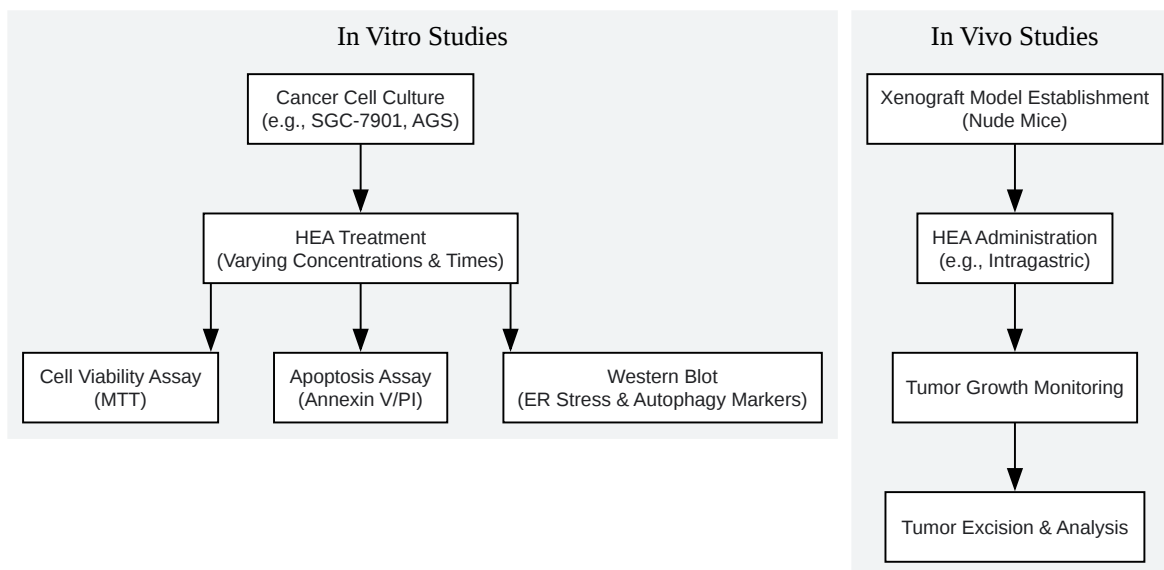 In Vitro Studies
Cancer Cell Culture
(e.g., SGC-7901, AGS)
HEA Treatment
(Varying Concentrations & Times)
Cell Viability Assay
(MTT)
Apoptosis Assay
(Annexin V/PI)
Western Blot
(ER Stress & Autophagy Markers)
In Vivo Studies
Xenograft Model Establishment
(Nude Mice)
HEA Administration
(e.g., Intragastric)
Tumor Growth Monitoring
Tumor Excision & Analysis